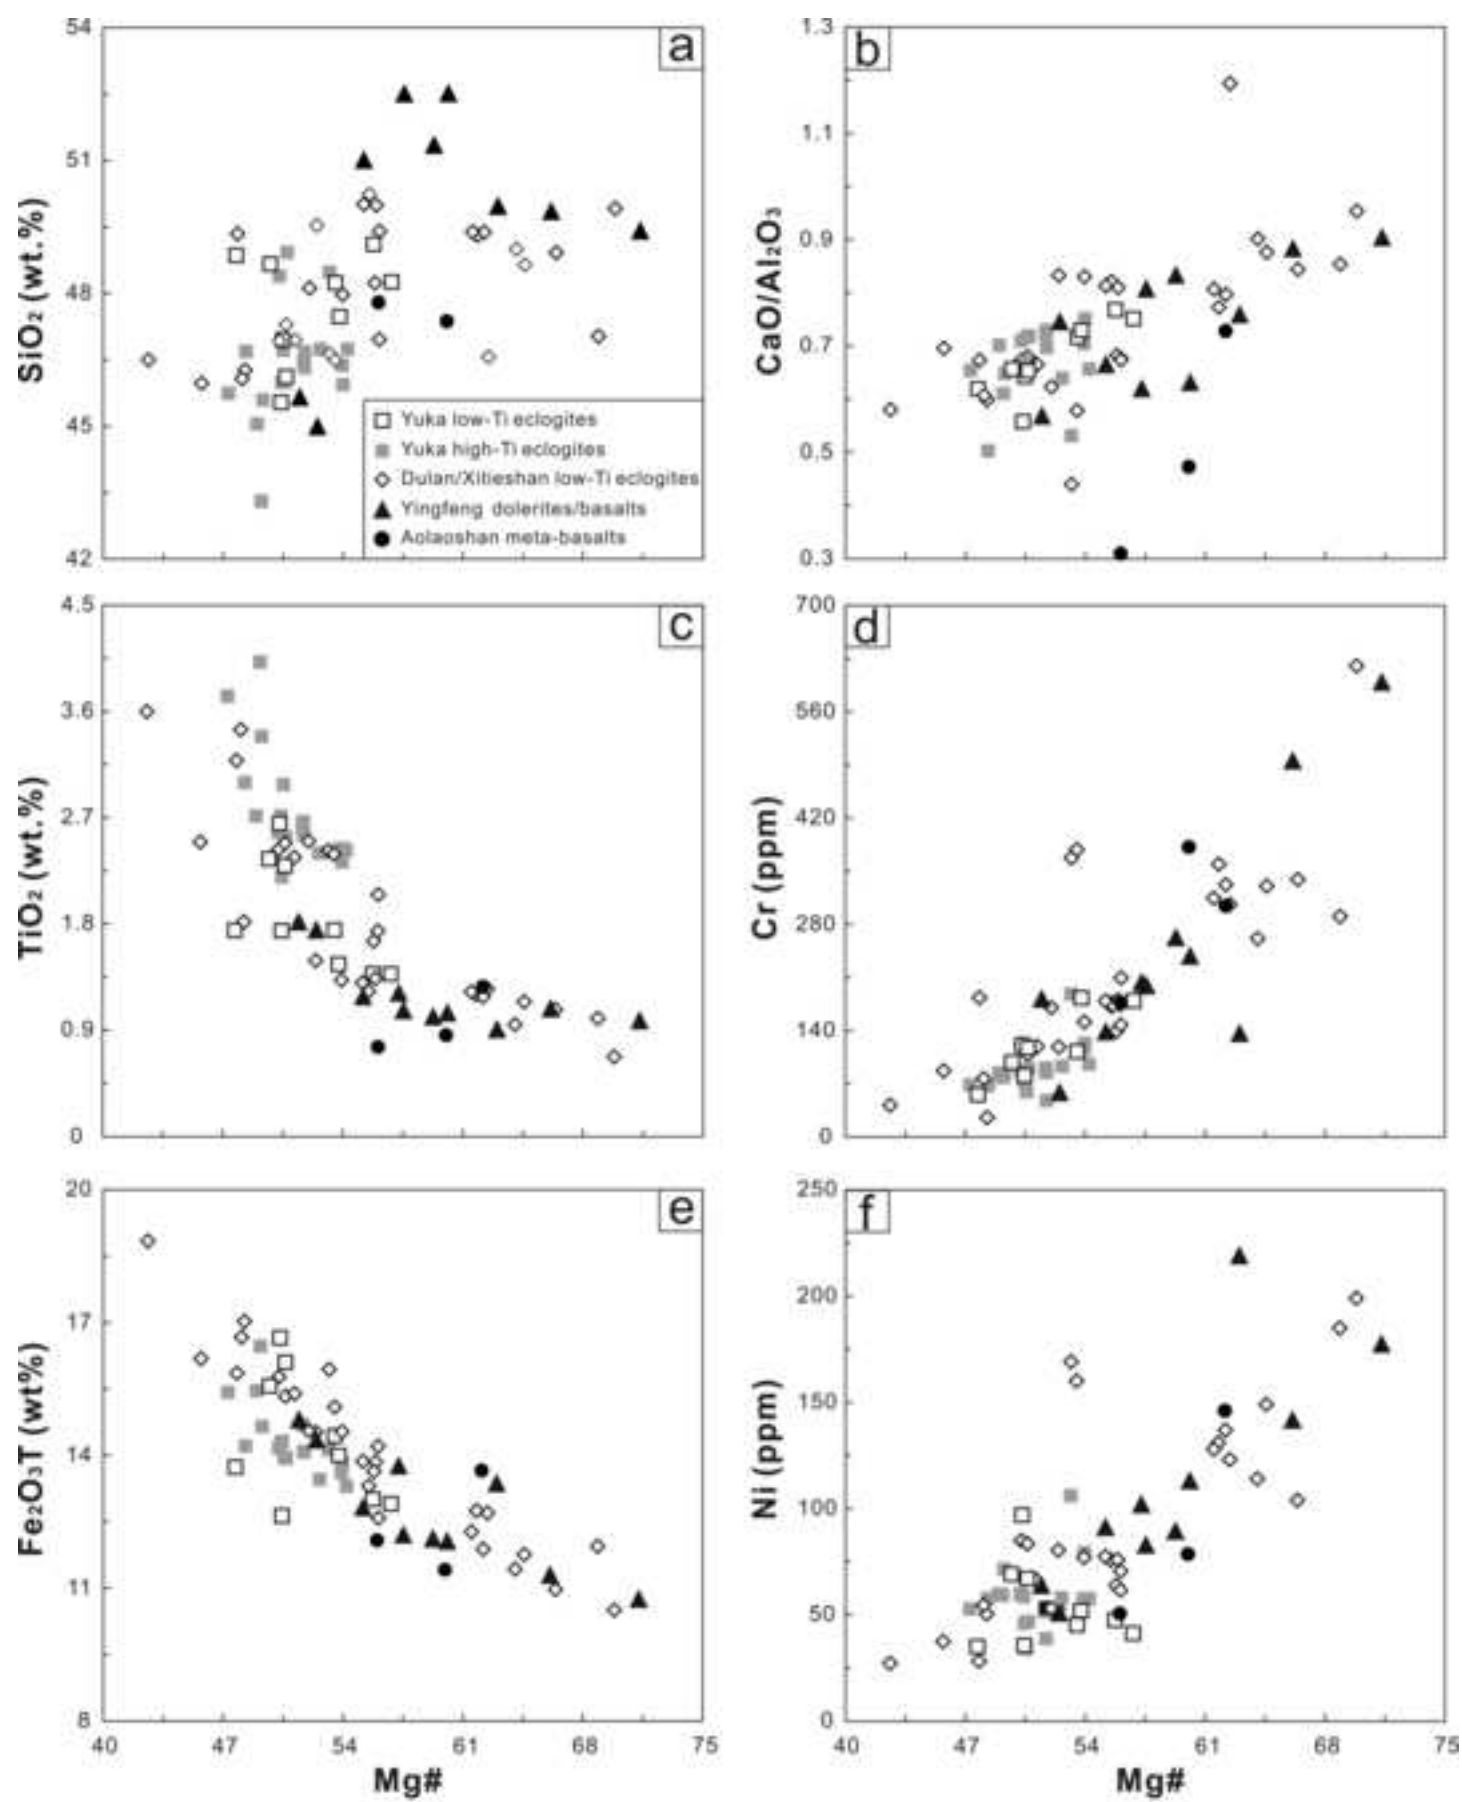 54
51
48
45
42
SiO₂ (wt.%)
a
Yuka low-Ti eclogites
Yuka high-Ti eclogites
Dulan/Xitieshan low-Ti eclogites
Yingfeng dolerites/basalts
Aolaoshan meta-basalts
1.3
1.1
0.9
0.7
0.5
0.3
CaO/Al₂O₃
b
4.5
3.6
2.7
1.8
0.9
0
TiO₂ (wt.%)
c
700
560
420
280
140
0
Cr (ppm)
d
20
17
14
11
8
Fe₂O₃T (wt%)
e
40 47 54 61 68 75
Mg#
250
200
150
100
50
0
Ni (ppm)
f
40 47 54 61 68 75
Mg#